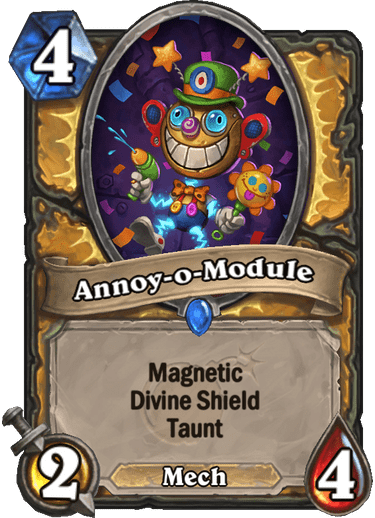 4
Annoy-o-Module
Magnetic
Divine Shield
Taunt
2
Mech
4